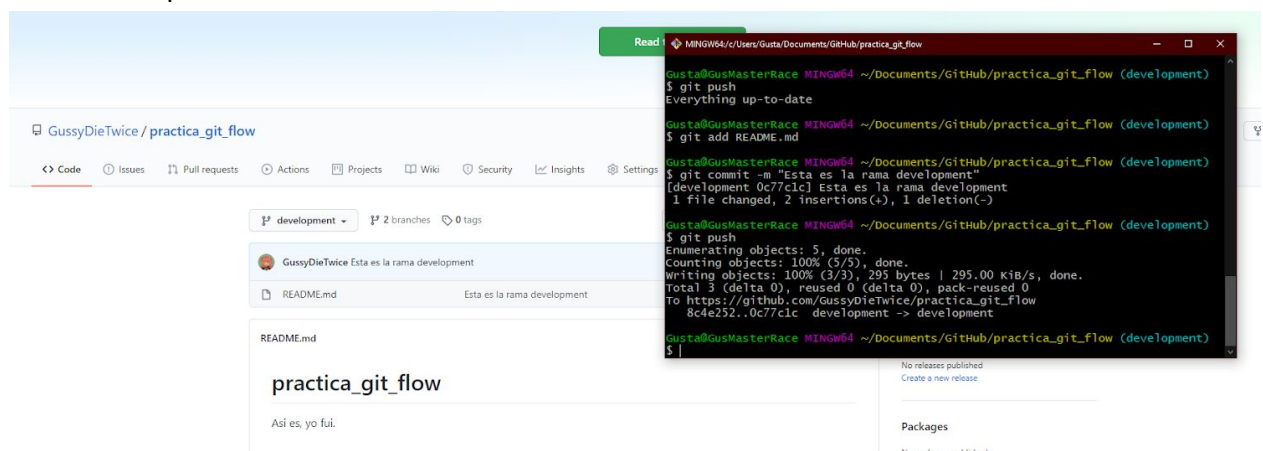 Read
GussyDieTwice / practica_git_flow
Code Issues Pull requests Actions Projects Wiki Security Insights Settings
development 2 branches 0 tags
GussyDieTwice Esta es la rama development
README.md Esta es la rama development
README.md
practica_git_flow
Asi es, yo fui.
MINGW64:/c/Users/Gusta/Documents/GitHub/practica_git_flow
Gusta@GusMasterRace MINGW64 ~/Documents/GitHub/practica_git_flow (development)
$ git push
Everything up-to-date
Gusta@GusMasterRace MINGW64 ~/Documents/GitHub/practica_git_flow (development)
$ git add README.md
Gusta@GusMasterRace MINGW64 ~/Documents/GitHub/practica_git_flow (development)
$ git commit -m "Esta es la rama development"
[development 0c77c1c] Esta es la rama development
1 file changed, 2 insertions(+), 1 deletion(-)
Gusta@GusMasterRace MINGW64 ~/Documents/GitHub/practica_git_flow (development)
$ git push
Enumerating objects: 5, done.
Counting objects: 100% (5/5), done.
Writing objects: 100% (3/3), 295 bytes | 295.00 KiB/s, done.
Total 3 (delta 0), reused 0 (delta 0), pack-reused 0
To https://github.com/GussyDieTwice/practica_git_flow
8c4e252..0c77c1c development -> development
Gusta@GusMasterRace MINGW64 ~/Documents/GitHub/practica_git_flow (development)
$
No releases published
Create a new release
Packages